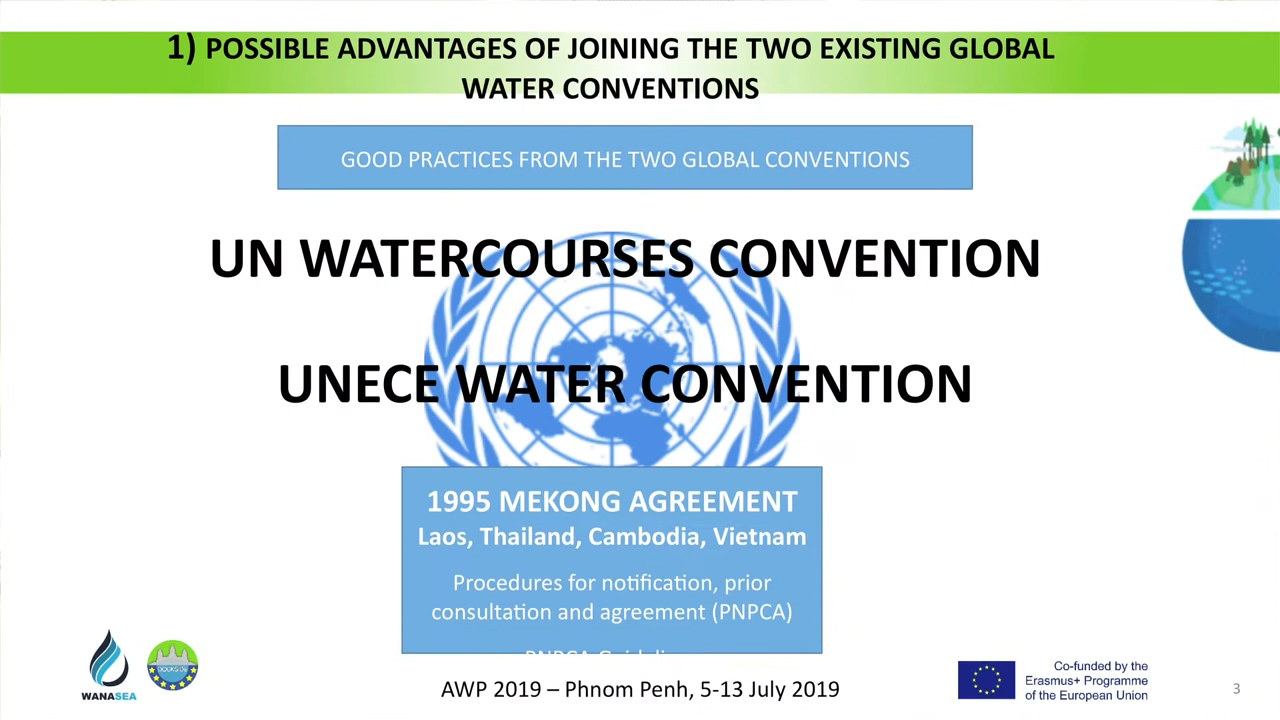 1) POSSIBLE ADVANTAGES OF JOINING THE TWO EXISTING GLOBAL
WATER CONVENTIONS
GOOD PRACTICES FROM THE TWO GLOBAL CONVENTIONS
UN WATERCOURSES CONVENTION
UNECE WATER CONVENTION
1995 MEKONG AGREEMENT
Laos, Thailand, Cambodia, Vietnam
Procedures for notification, prior
consultation and agreement (PNPCA)
WANASEA
AWP 2019 – Phnom Penh, 5-13 July 2019
Co-funded by the
Erasmus+ Programme
of the European Union
3